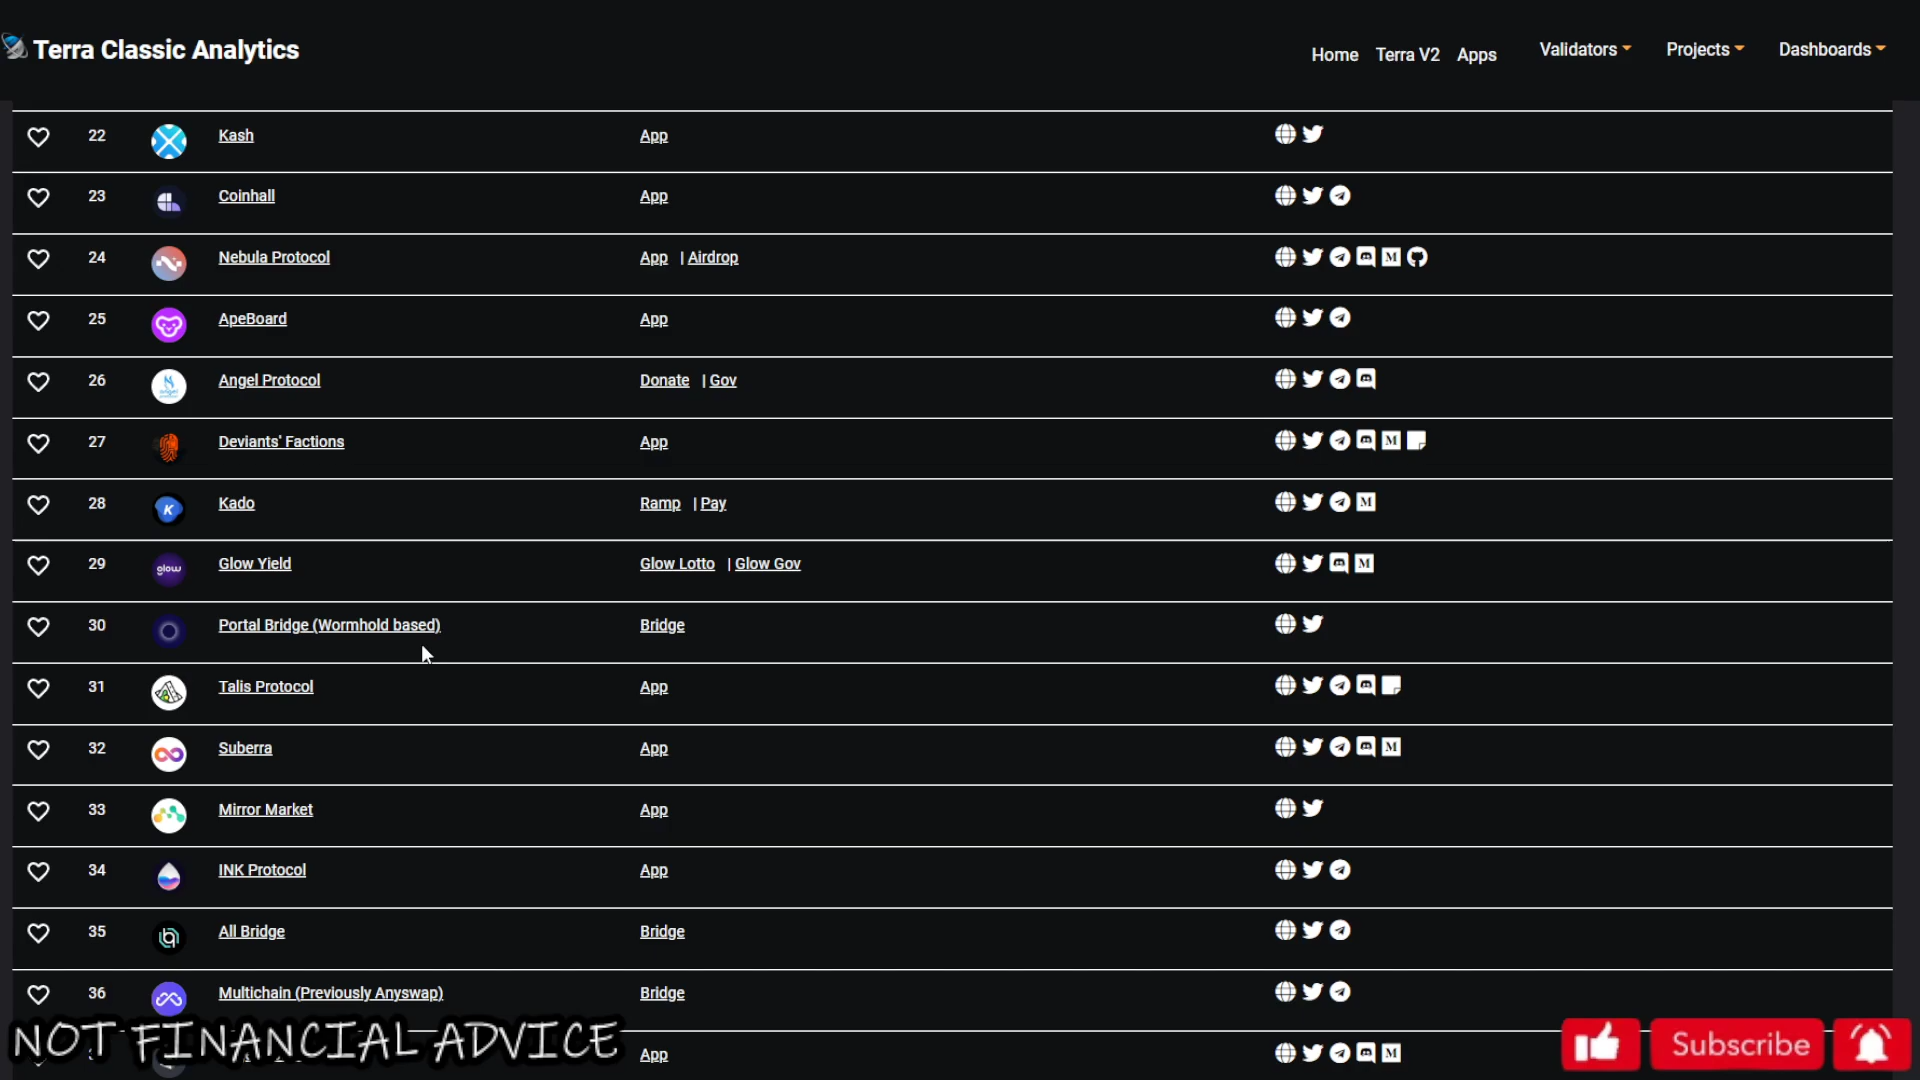 Terra Classic Analytics
Home Terra V2 Apps Validators Projects Dashboards
22 Kash App
23 Coinhall App
24 Nebula Protocol App | Airdrop
25 ApeBoard App
26 Angel Protocol Donate | Gov
27 Deviants' Factions App
28 Kado Ramp | Pay
29 glow Glow Yield Glow Lotto | Glow Gov
30 Portal Bridge (Wormhold based) Bridge
31 Talis Protocol App
32 Suberra App
33 Mirror Market App
34 INK Protocol App
35 All Bridge Bridge
36 Multichain (Previously Anyswap) Bridge
App
NOT FINANCIAL ADVICE
Subscribe